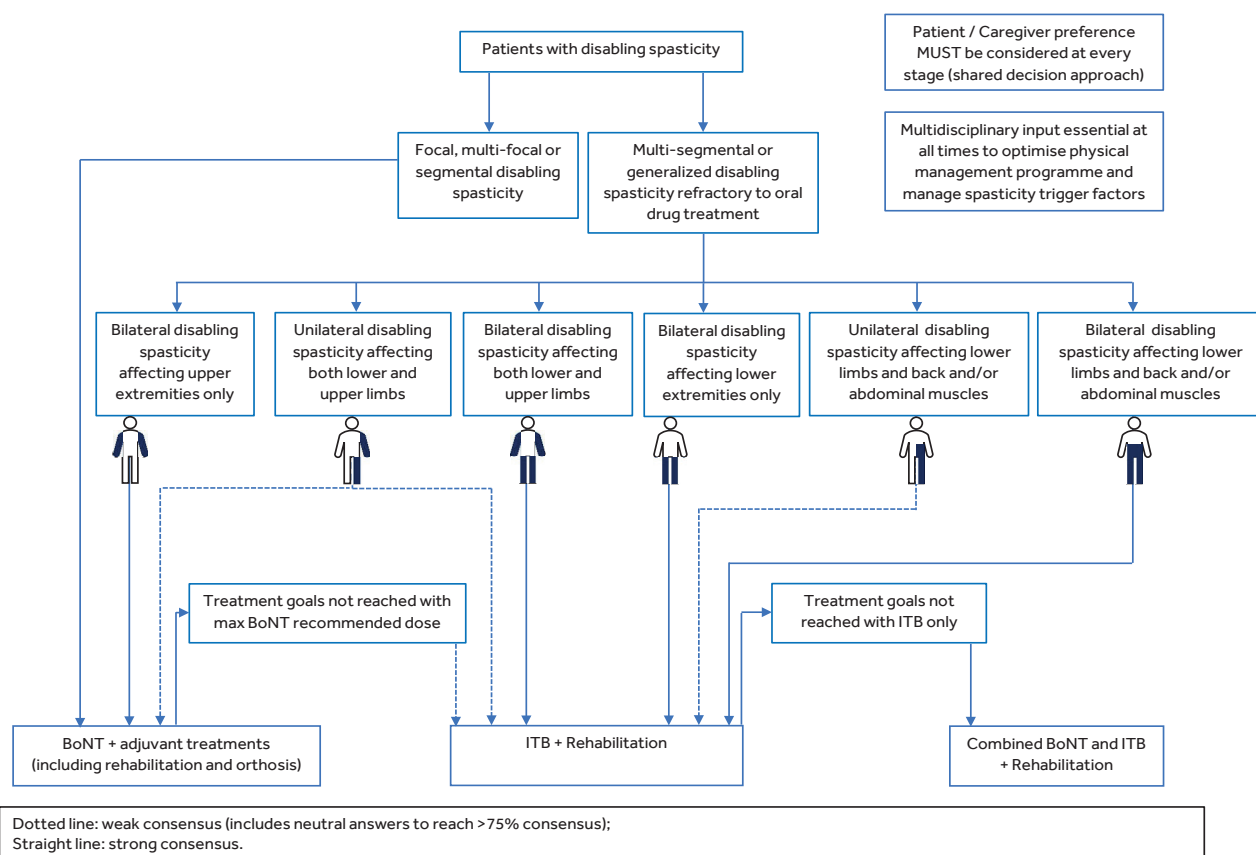 Patients with disabling spasticity
Patient / Caregiver preference
MUST be considered at every
stage (shared decision approach)
Multidisciplinary input essential at
all times to optimise physical
management programme and
manage spasticity trigger factors
Focal, multi-focal or
segmental disabling
spasticity
Multi-segmental or
generalized disabling
spasticity refractory to oral
drug treatment
Bilateral disabling
spasticity
affecting upper
extremities only
Unilateral disabling
spasticity affecting
both lower and
upper limbs
Bilateral disabling
spasticity affecting
both lower and
upper limbs
Bilateral disabling
spasticity
affecting lower
extremities only
Unilateral disabling
spasticity affecting lower
limbs and back and/or
abdominal muscles
Bilateral disabling
spasticity affecting lower
limbs and back and/or
abdominal muscles
Treatment goals not reached with
max BoNT recommended dose
Treatment goals not
reached with ITB only
BoNT + adjuvant treatments
(including rehabilitation and orthosis)
ITB + Rehabilitation
Combined BoNT and ITB
+ Rehabilitation
Dotted line: weak consensus (includes neutral answers to reach >75% consensus);
Straight line: strong consensus.